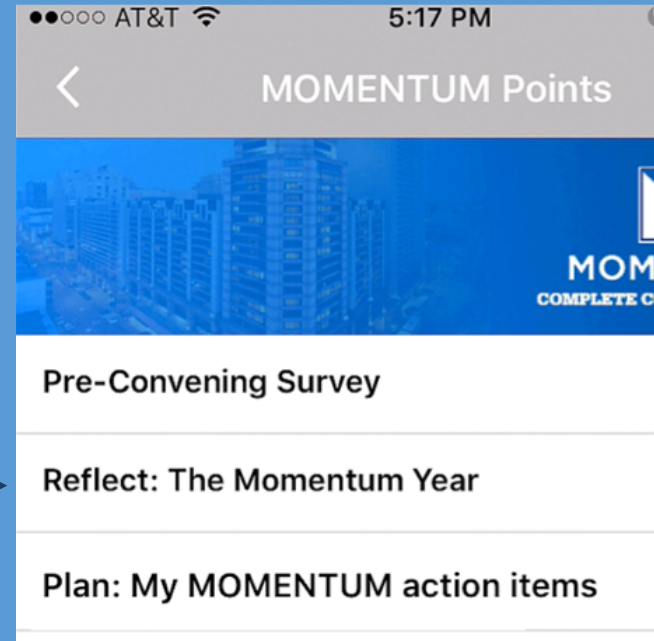 AT&T 5:17 PM
MOMENTUM Points
MOM
COMPLETE C
Pre-Convening Survey
Reflect: The Momentum Year
Plan: My MOMENTUM action items